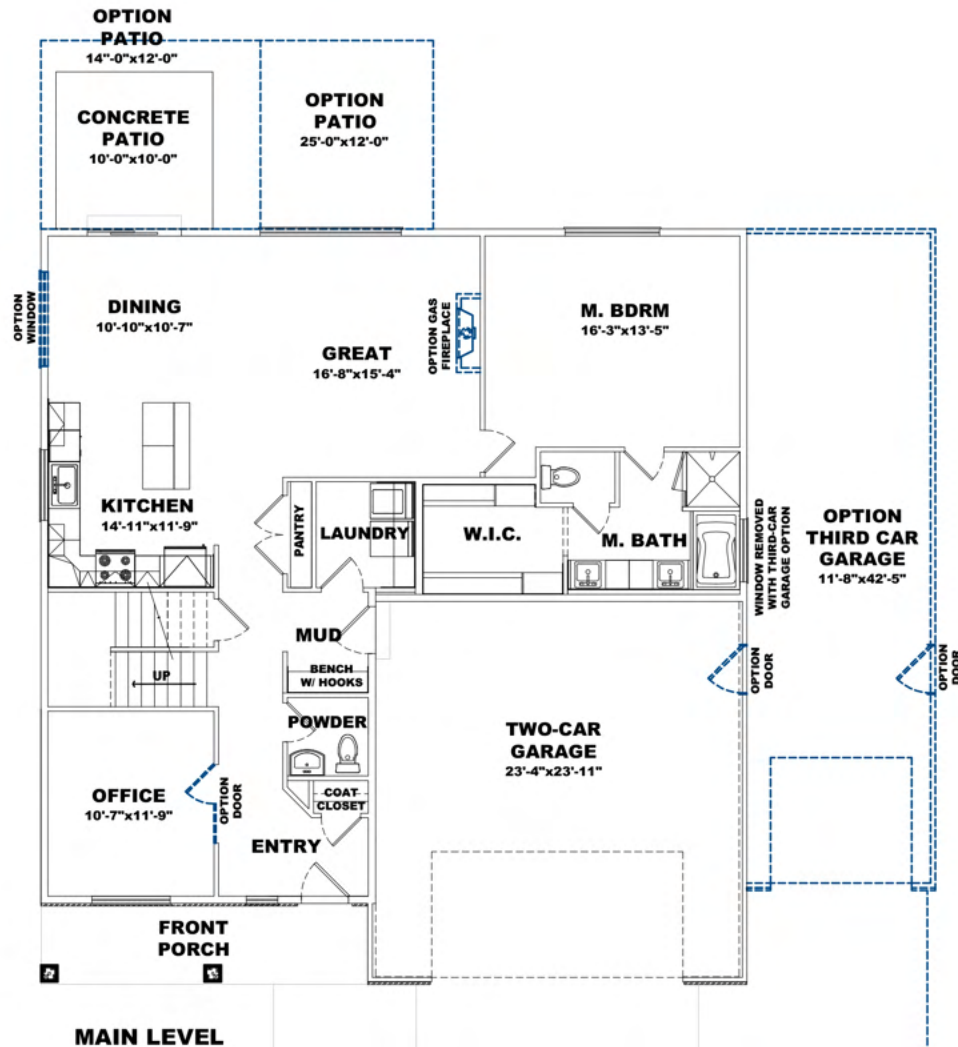 OPTION
PATIO
14"-0"x12'-0"
CONCRETE
PATIO
10'-0"x10'-0"
OPTION
PATIO
25'-0"x12'-0"
OPTION
WINDOW
DINING
10'-10"x10'-7"
GREAT
16'-8"x15'-4"
OPTION GAS
FIREPLACE
M. BDRM
16'-3"x13'-5"
KITCHEN
14'-11"x11'-9"
PANTRY
LAUNDRY
W.I.C.
M. BATH
WINDOW REMOVED
WITH THIRD-CAR
GARAGE OPTION
OPTION
THIRD CAR
GARAGE
11'-8"x42'-5"
MUD
BENCH
W/ HOOKS
UP
OPTION
DOOR
OPTION
DOOR
POWDER
TWO-CAR
GARAGE
23'-4"x23'-11"
OFFICE
10'-7"x11'-9"
OPTION
DOOR
COAT
CLOSET
ENTRY
FRONT
PORCH
MAIN LEVEL